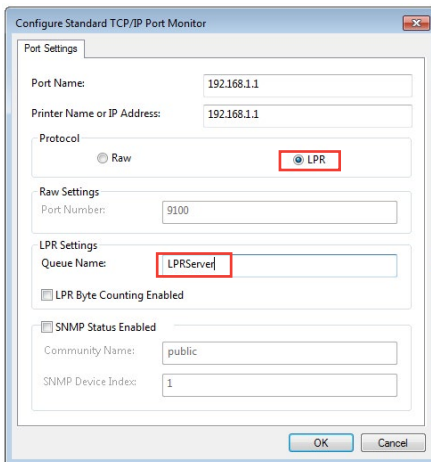 Configure Standard TCP/IP Port Monitor
Port Settings
Port Name: 192.168.1.1
Printer Name or IP Address: 192.168.1.1
Protocol
Raw LPR
Raw Settings
Port Number: 9100
LPR Settings
Queue Name: LPRServer
LPR Byte Counting Enabled
SNMP Status Enabled
Community Name: public
SNMP Device Index: 1
OK Cancel